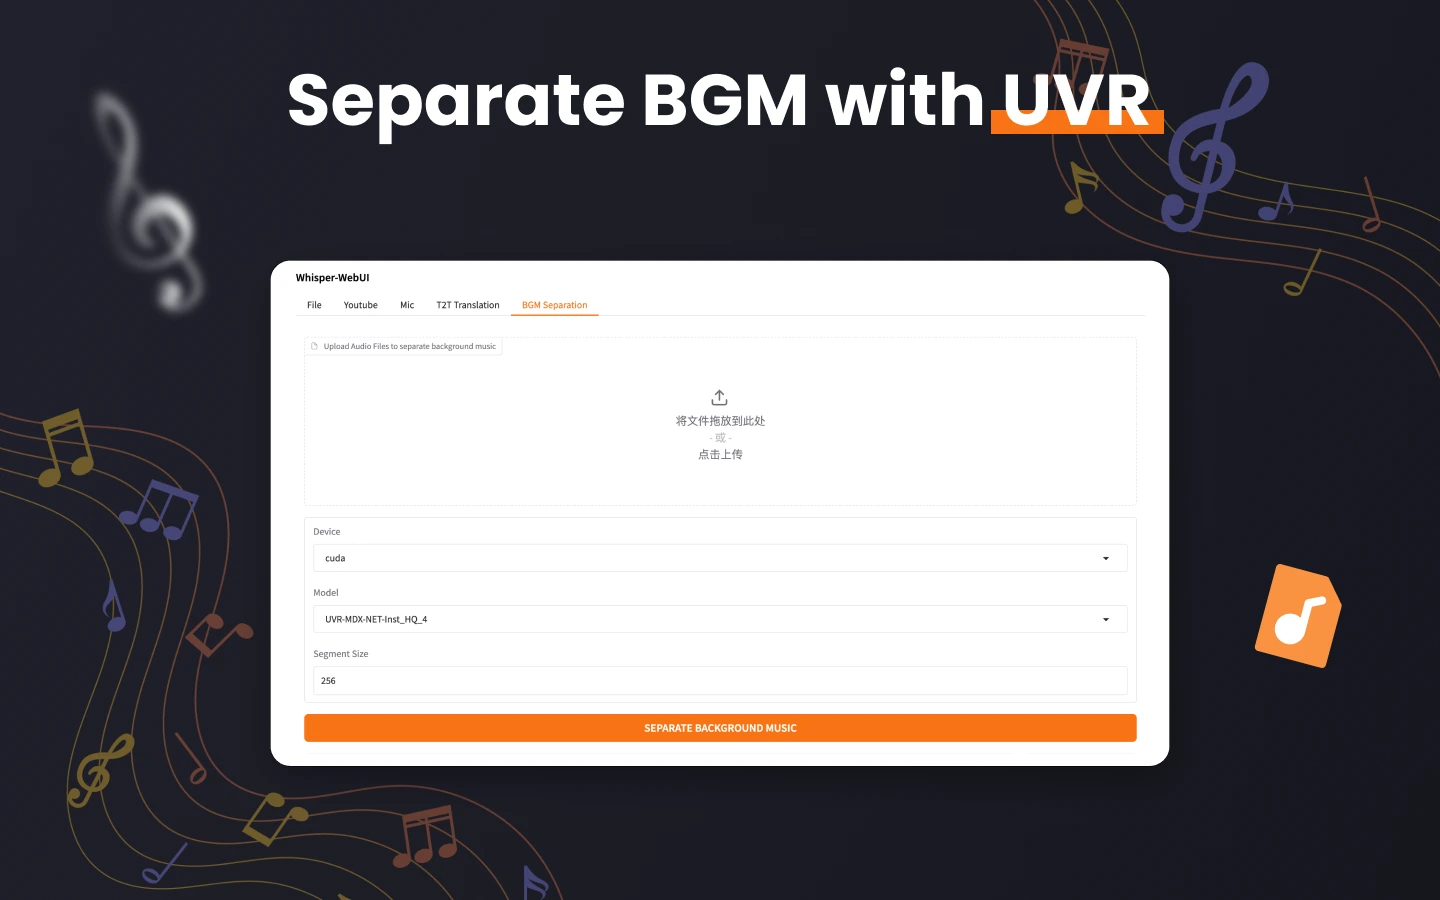 Separate BGM with UVR
Whisper-WebUI
File Youtube Mic T2T Translation BGM Separation
Upload Audio Files to separate background music
将文件拖放到此处
- 或 -
点击上传
Device
cuda
Model
UVR-MDX-NET-Inst_HQ_4
Segment Size
256
SEPARATE BACKGROUND MUSIC